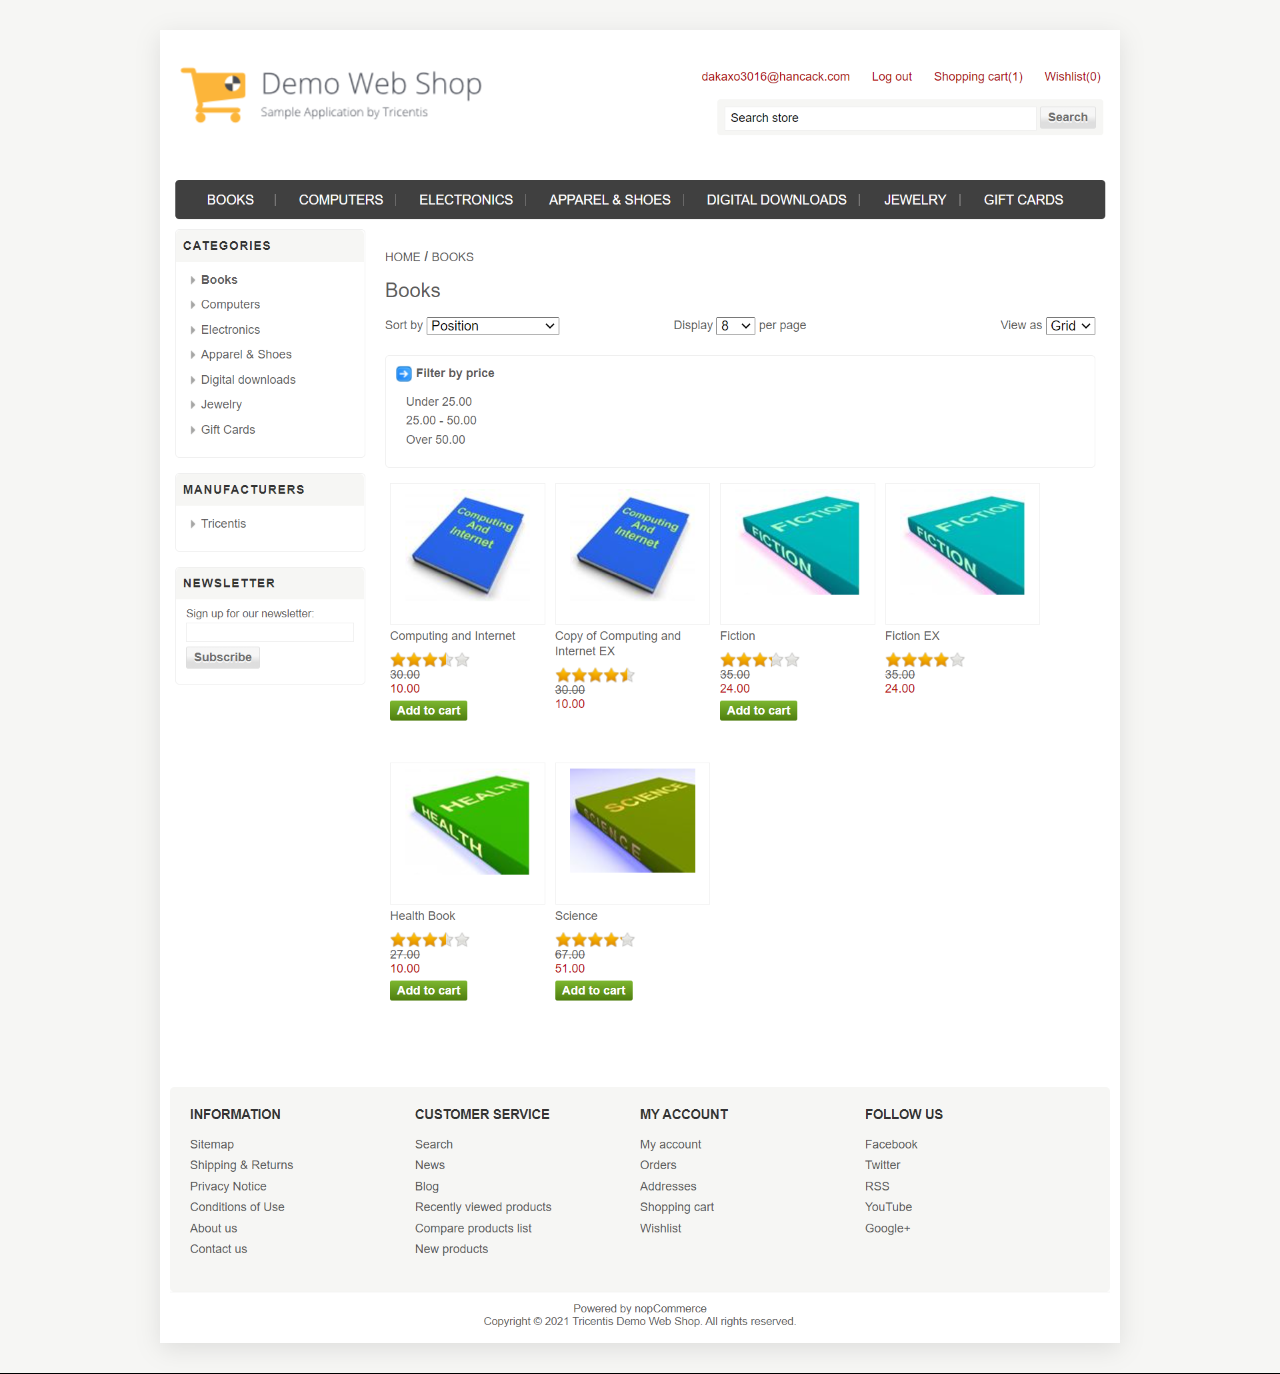 Demo Web Shop
Sample Application by Tricentis
dakaxo3016@hancack.com Log out Shopping cart(1) Wishlist(0)
Search store Search
BOOKS COMPUTERS ELECTRONICS APPAREL & SHOES DIGITAL DOWNLOADS JEWELRY GIFT CARDS
CATEGORIES
Books
Computers
Electronics
Apparel & Shoes
Digital downloads
Jewelry
Gift Cards
MANUFACTURERS
Tricentis
NEWSLETTER
Sign up for our newsletter:
Subscribe
HOME / BOOKS
Books
Sort by Position Display 8 per page View as Grid
Filter by price
Under 25.00
25.00 - 50.00
Over 50.00
Computing
And
Internet
Computing and Internet
30.00
10.00
Add to cart
Computing
And
Internet
Copy of Computing and
Internet EX
30.00
10.00
FICTION
FICTION
Fiction
35.00
24.00
Add to cart
FICTION
FICTION
Fiction EX
35.00
24.00
HEALTH
HEALTH
Health Book
27.00
10.00
Add to cart
SCIENCE
SCIENCE
Science
67.00
51.00
Add to cart
INFORMATION
Sitemap
Shipping & Returns
Privacy Notice
Conditions of Use
About us
Contact us
CUSTOMER SERVICE
Search
News
Blog
Recently viewed products
Compare products list
New products
MY ACCOUNT
My account
Orders
Addresses
Shopping cart
Wishlist
FOLLOW US
Facebook
Twitter
RSS
YouTube
Google+
Powered by nopCommerce
Copyright © 2021 Tricentis Demo Web Shop. All rights reserved.